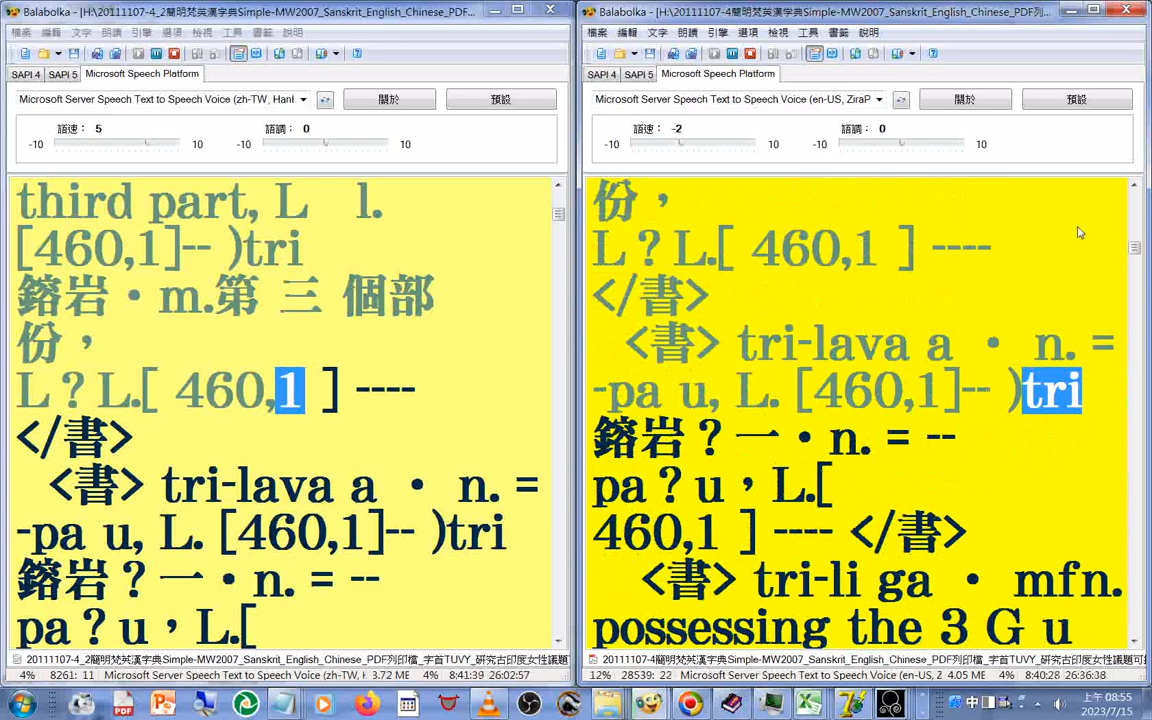 Balabolka - [H:\20111107-4_2簡明梵英漢字典Simple-MW2007_Sanskrit_English_Chinese_PDF...
檔案 編輯 文字 朗讀 引擎 選項 檢視 工具 書籤 說明
SAPI 4 SAPI 5 Microsoft Speech Platform
Microsoft Server Speech Text to Speech Voice (zh-TW, Hanl
關於 預設
語速： 5 語調： 0
-10 10 -10 10
third part, L l.
[460,1]-- )tri
鎔岩・m.第 三 個部
份，
L？L.[ 460,1 ] ----
</書>
<書> tri-lava a ・ n. =
-pa u, L. [460,1]-- )tri
鎔岩？一・n. = --
pa？u，L.[
20111107-4_2簡明梵英漢字典Simple-MW2007_Sanskrit_English_Chinese_PDF列印檔_字首TUVY_研究古印度女性議題
4% 8261: 11 Microsoft Server Speech Text to Speech Voice (zh-TW, H 3.72 MB 4% 8:41:39 26:02:57
Balabolka - [H:\20111107-4簡明梵英漢字典Simple-MW2007_Sanskrit_English_Chinese_PDF列...
檔案 編輯 文字 朗讀 引擎 選項 檢視 工具 書籤 說明
SAPI 4 SAPI 5 Microsoft Speech Platform
Microsoft Server Speech Text to Speech Voice (en-US, ZiraP
關於 預設
語速： -2 語調： 0
-10 10 -10 10
份，
L？L.[ 460,1 ] ----
</書>
<書> tri-lava a ・ n. =
-pa u, L. [460,1]-- )tri
鎔岩？一・n. = --
pa？u，L.[
460,1 ] ---- </書>
<書> tri-li ga ・ mfn.
possessing the 3 G u
20111107-4簡明梵英漢字典Simple-MW2007_Sanskrit_English_Chinese_PDF列印檔_字首TUVY_研究古印度女性議題可
12% 28539: 22 Microsoft Server Speech Text to Speech Voice (en-US, Z 4.05 MB 4% 8:40:28 26:36:38
中
上午 08:55
2023/7/15